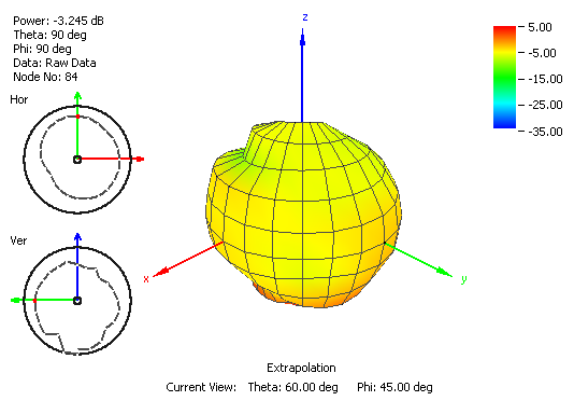 Power: -3.245 dB
Theta: 90 deg
Phi: 90 deg
Data: Raw Data
Node No: 84
Hor
Ver
z
x
y
5.00
-5.00
-15.00
-25.00
-35.00
Extrapolation
Current View: Theta: 60.00 deg Phi: 45.00 deg